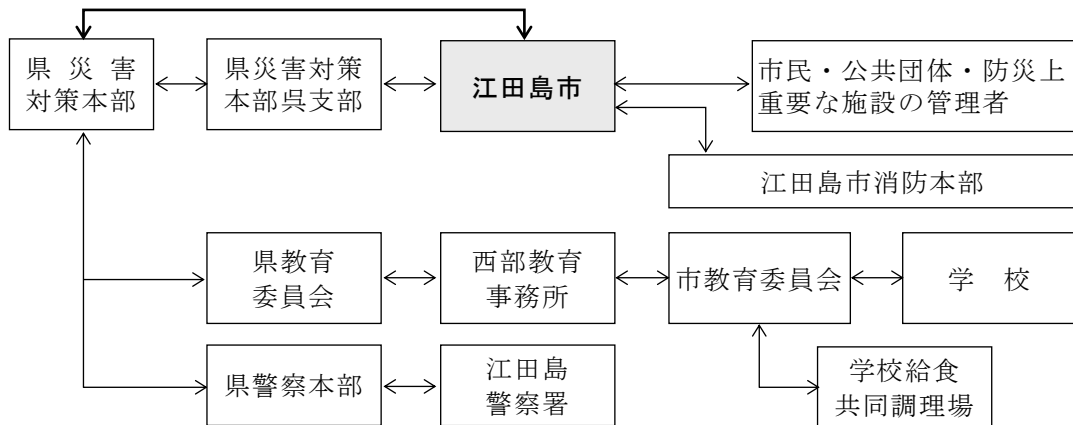 県災害
対策本部
県災害対策
本部呉支部
江田島市
市民・公共団体・防災上
重要な施設の管理者
江田島市消防本部
県教育
委員会
西部教育
事務所
市教育委員会
学　校
県警察本部
江田島
警察署
学校給食
共同調理場